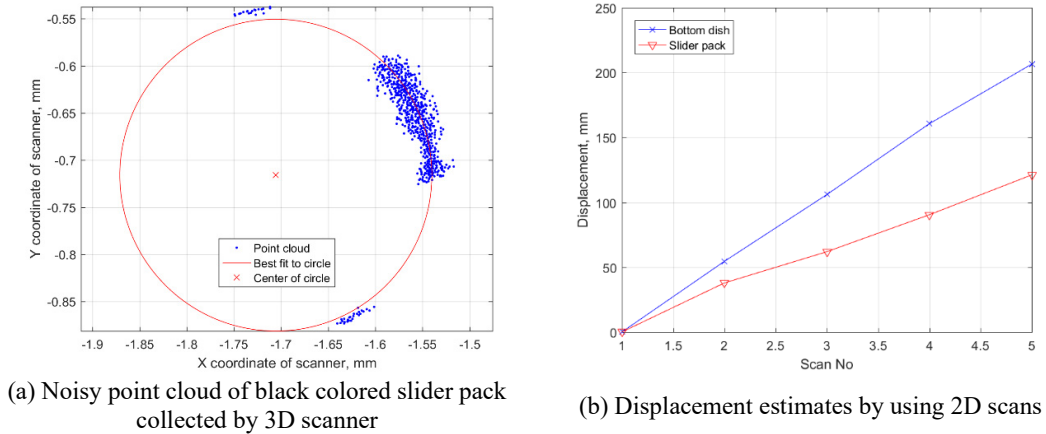 -0.55
-0.6
-0.65
-0.7
-0.75
-0.8
-0.85
Y coordinate of scanner, mm
Point cloud
Best fit to circle
Center of circle
-1.9 -1.85 -1.8 -1.75 -1.7 -1.65 -1.6 -1.55 -1.5
X coordinate of scanner, mm
(a) Noisy point cloud of black colored slider pack
collected by 3D scanner
250
200
150
100
50
0
Displacement, mm
Bottom dish
Slider pack
1 1.5 2 2.5 3 3.5 4 4.5 5
Scan No
(b) Displacement estimates by using 2D scans